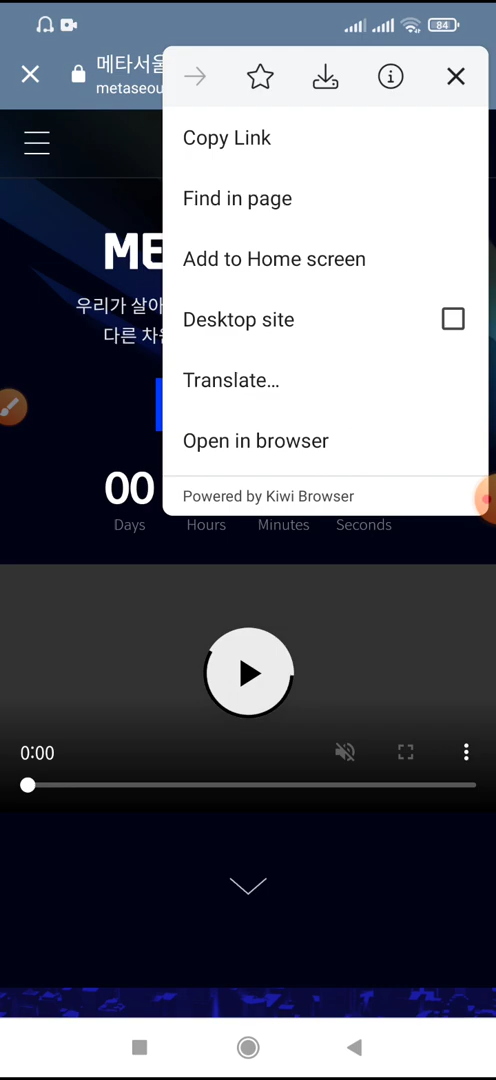 84
메타서울
metaseou
Copy Link
Find in page
Add to Home screen
Desktop site
Translate...
Open in browser
Powered by Kiwi Browser
ME
우리가 살아
다른 차
00
Days Hours Minutes Seconds
0:00